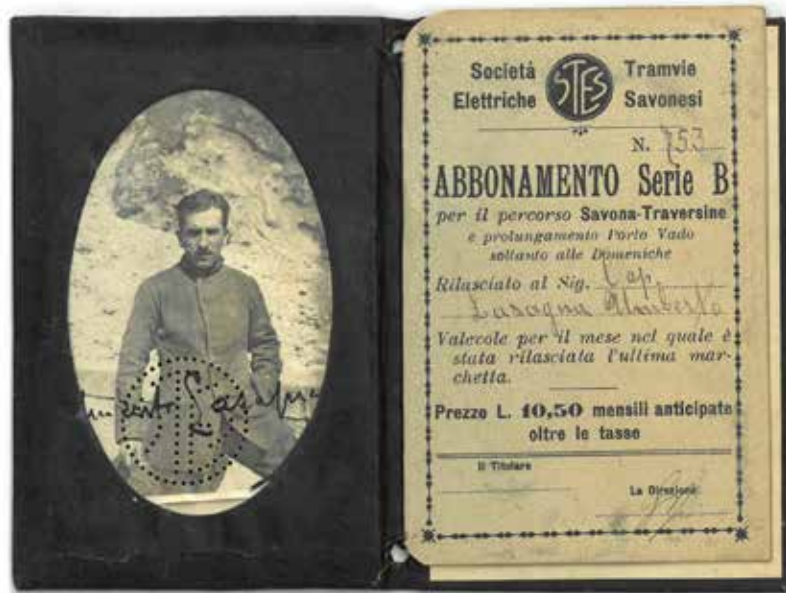 Umberto Lasagna
Società Tramvie
STES
Elettriche Savonesi
N. 753
ABBONAMENTO Serie B
per il percorso Savona-Traversine
e prolungamento Porto Vado
soltanto alle Domeniche
Rilasciato al Sig. Cap.
Lasagna Umberto
Valevole per il mese nel quale è
stata rilasciata l'ultima mar-
chetta.
Prezzo L. 10,50 mensili anticipate
oltre le tasse
Il Titolare
La Direzione